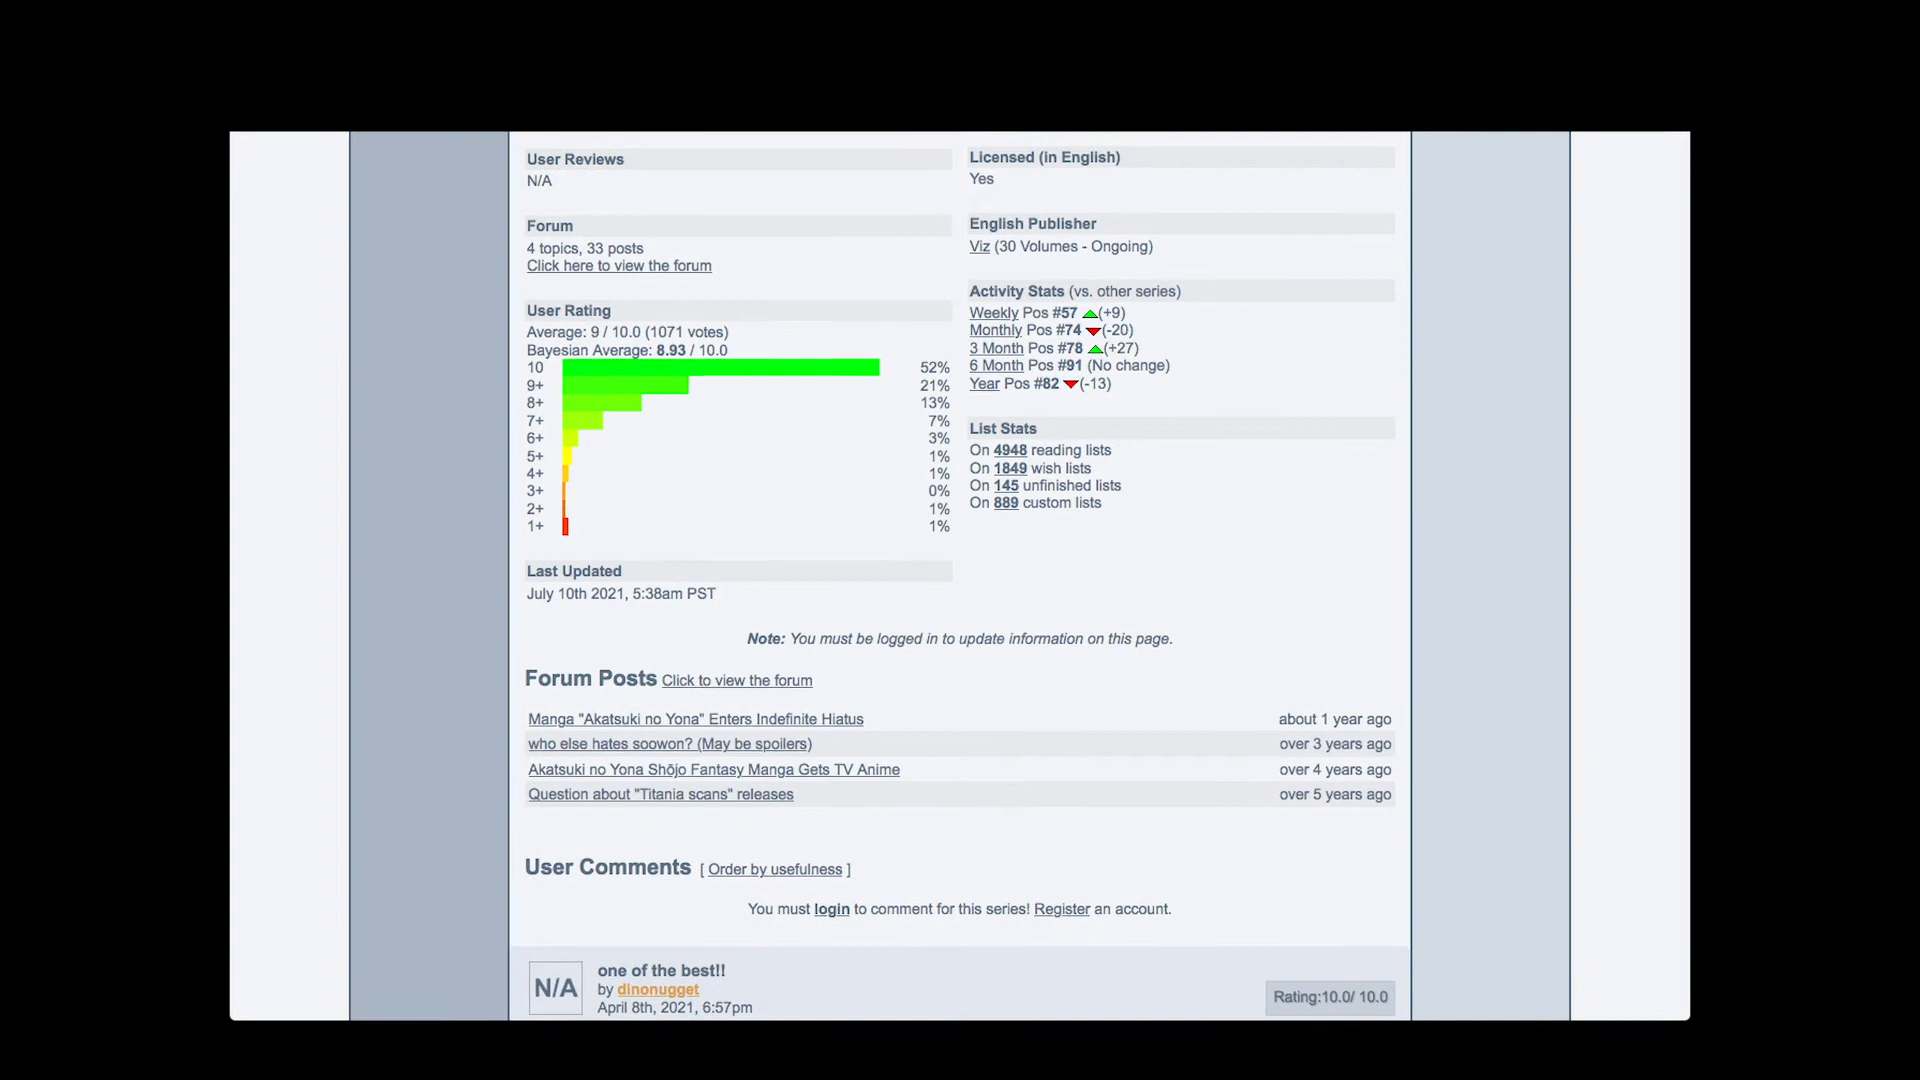 User Reviews
N/A
Forum
4 topics, 33 posts
Click here to view the forum
User Rating
Average: 9 / 10.0 (1071 votes)
Bayesian Average: 8.93 / 10.0
10 52%
9+ 21%
8+ 13%
7+ 7%
6+ 3%
5+ 1%
4+ 1%
3+ 0%
2+ 1%
1+ 1%
Last Updated
July 10th 2021, 5:38am PST
Licensed (in English)
Yes
English Publisher
Viz (30 Volumes - Ongoing)
Activity Stats (vs. other series)
Weekly Pos #57 (+9)
Monthly Pos #74 (-20)
3 Month Pos #78 (+27)
6 Month Pos #91 (No change)
Year Pos #82 (-13)
List Stats
On 4948 reading lists
On 1849 wish lists
On 145 unfinished lists
On 889 custom lists
Note: You must be logged in to update information on this page.
Forum Posts Click to view the forum
Manga "Akatsuki no Yona" Enters Indefinite Hiatus about 1 year ago
who else hates soowon? (May be spoilers) over 3 years ago
Akatsuki no Yona Shōjo Fantasy Manga Gets TV Anime over 4 years ago
Question about "Titania scans" releases over 5 years ago
User Comments [ Order by usefulness ]
You must login to comment for this series! Register an account.
N/A
one of the best!!
by dinonugget
April 8th, 2021, 6:57pm
Rating:10.0/ 10.0